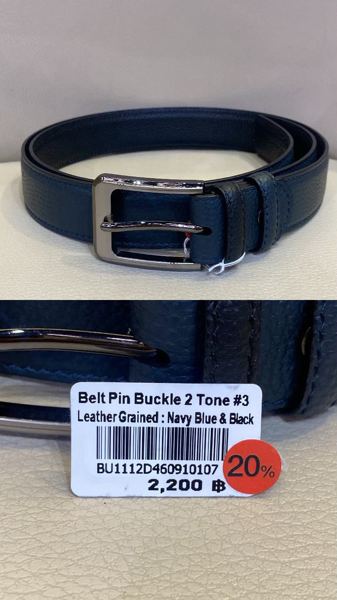 Belt Pin Buckle 2 Tone #3
Leather Grained : Navy Blue & Black
BU1112D460910107
20%
2,200 ฿